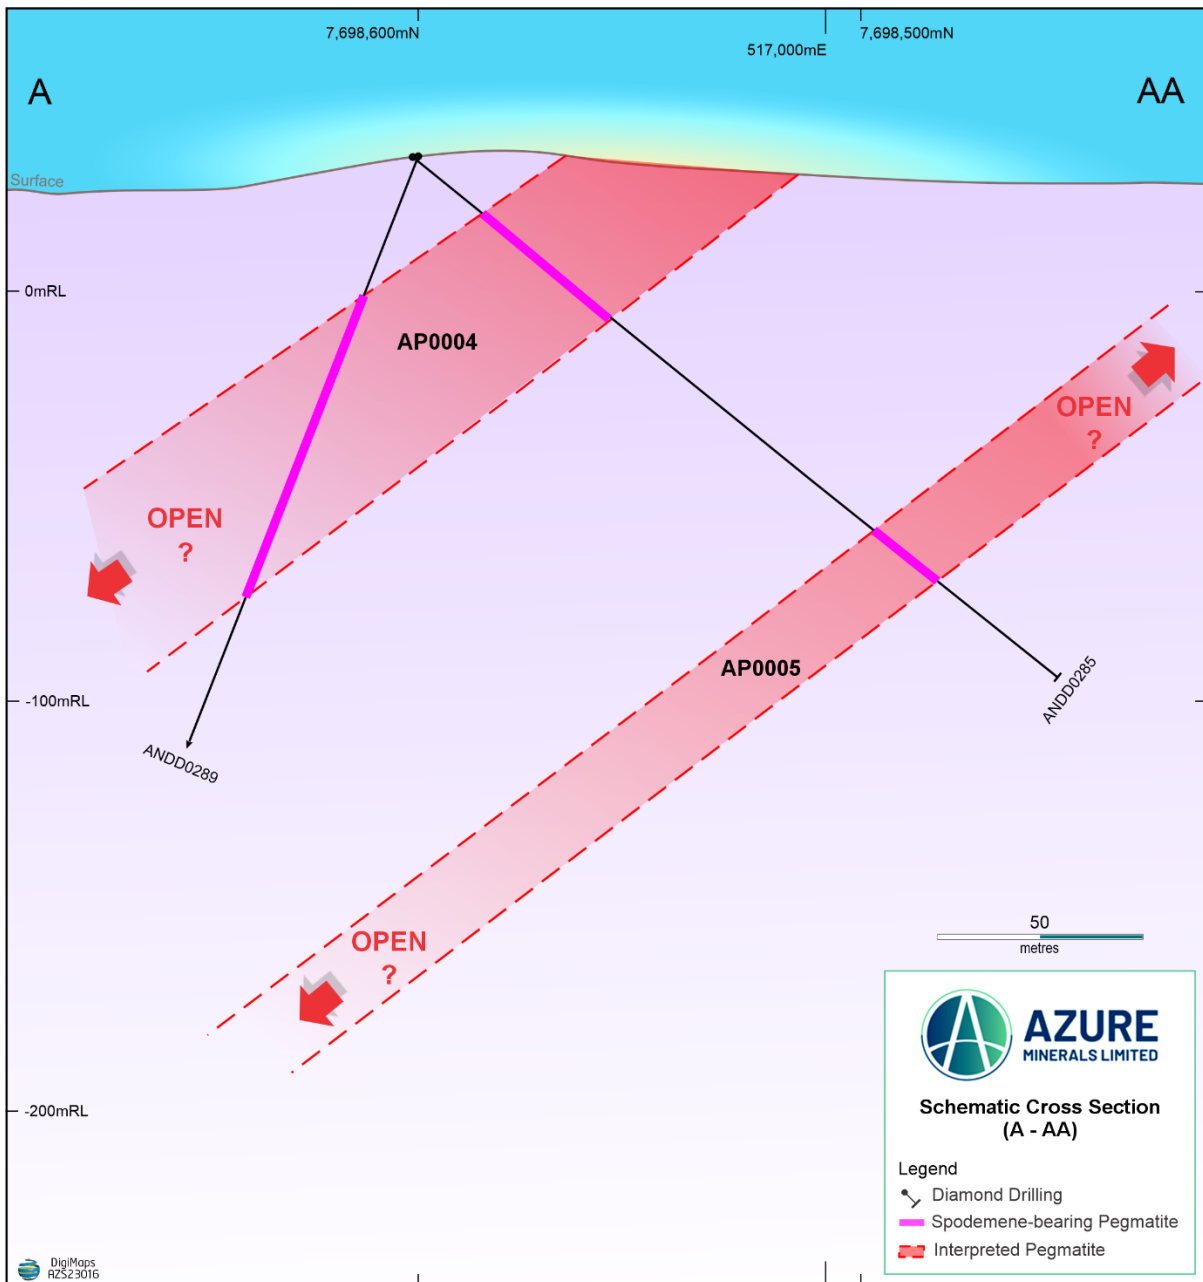 7,698,600mN
517,000mE
7,698,500mN
A
AA
Surface
0mRL
AP0004
OPEN
?
OPEN
?
AP0005
-100mRL
ANDD0289
ANDD0285
OPEN
?
50
metres
-200mRL
AZURE
MINERALS LIMITED
Schematic Cross Section
(A - AA)
Legend
Diamond Drilling
Spodemene-bearing Pegmatite
Interpreted Pegmatite
DigiMaps
AZS23016